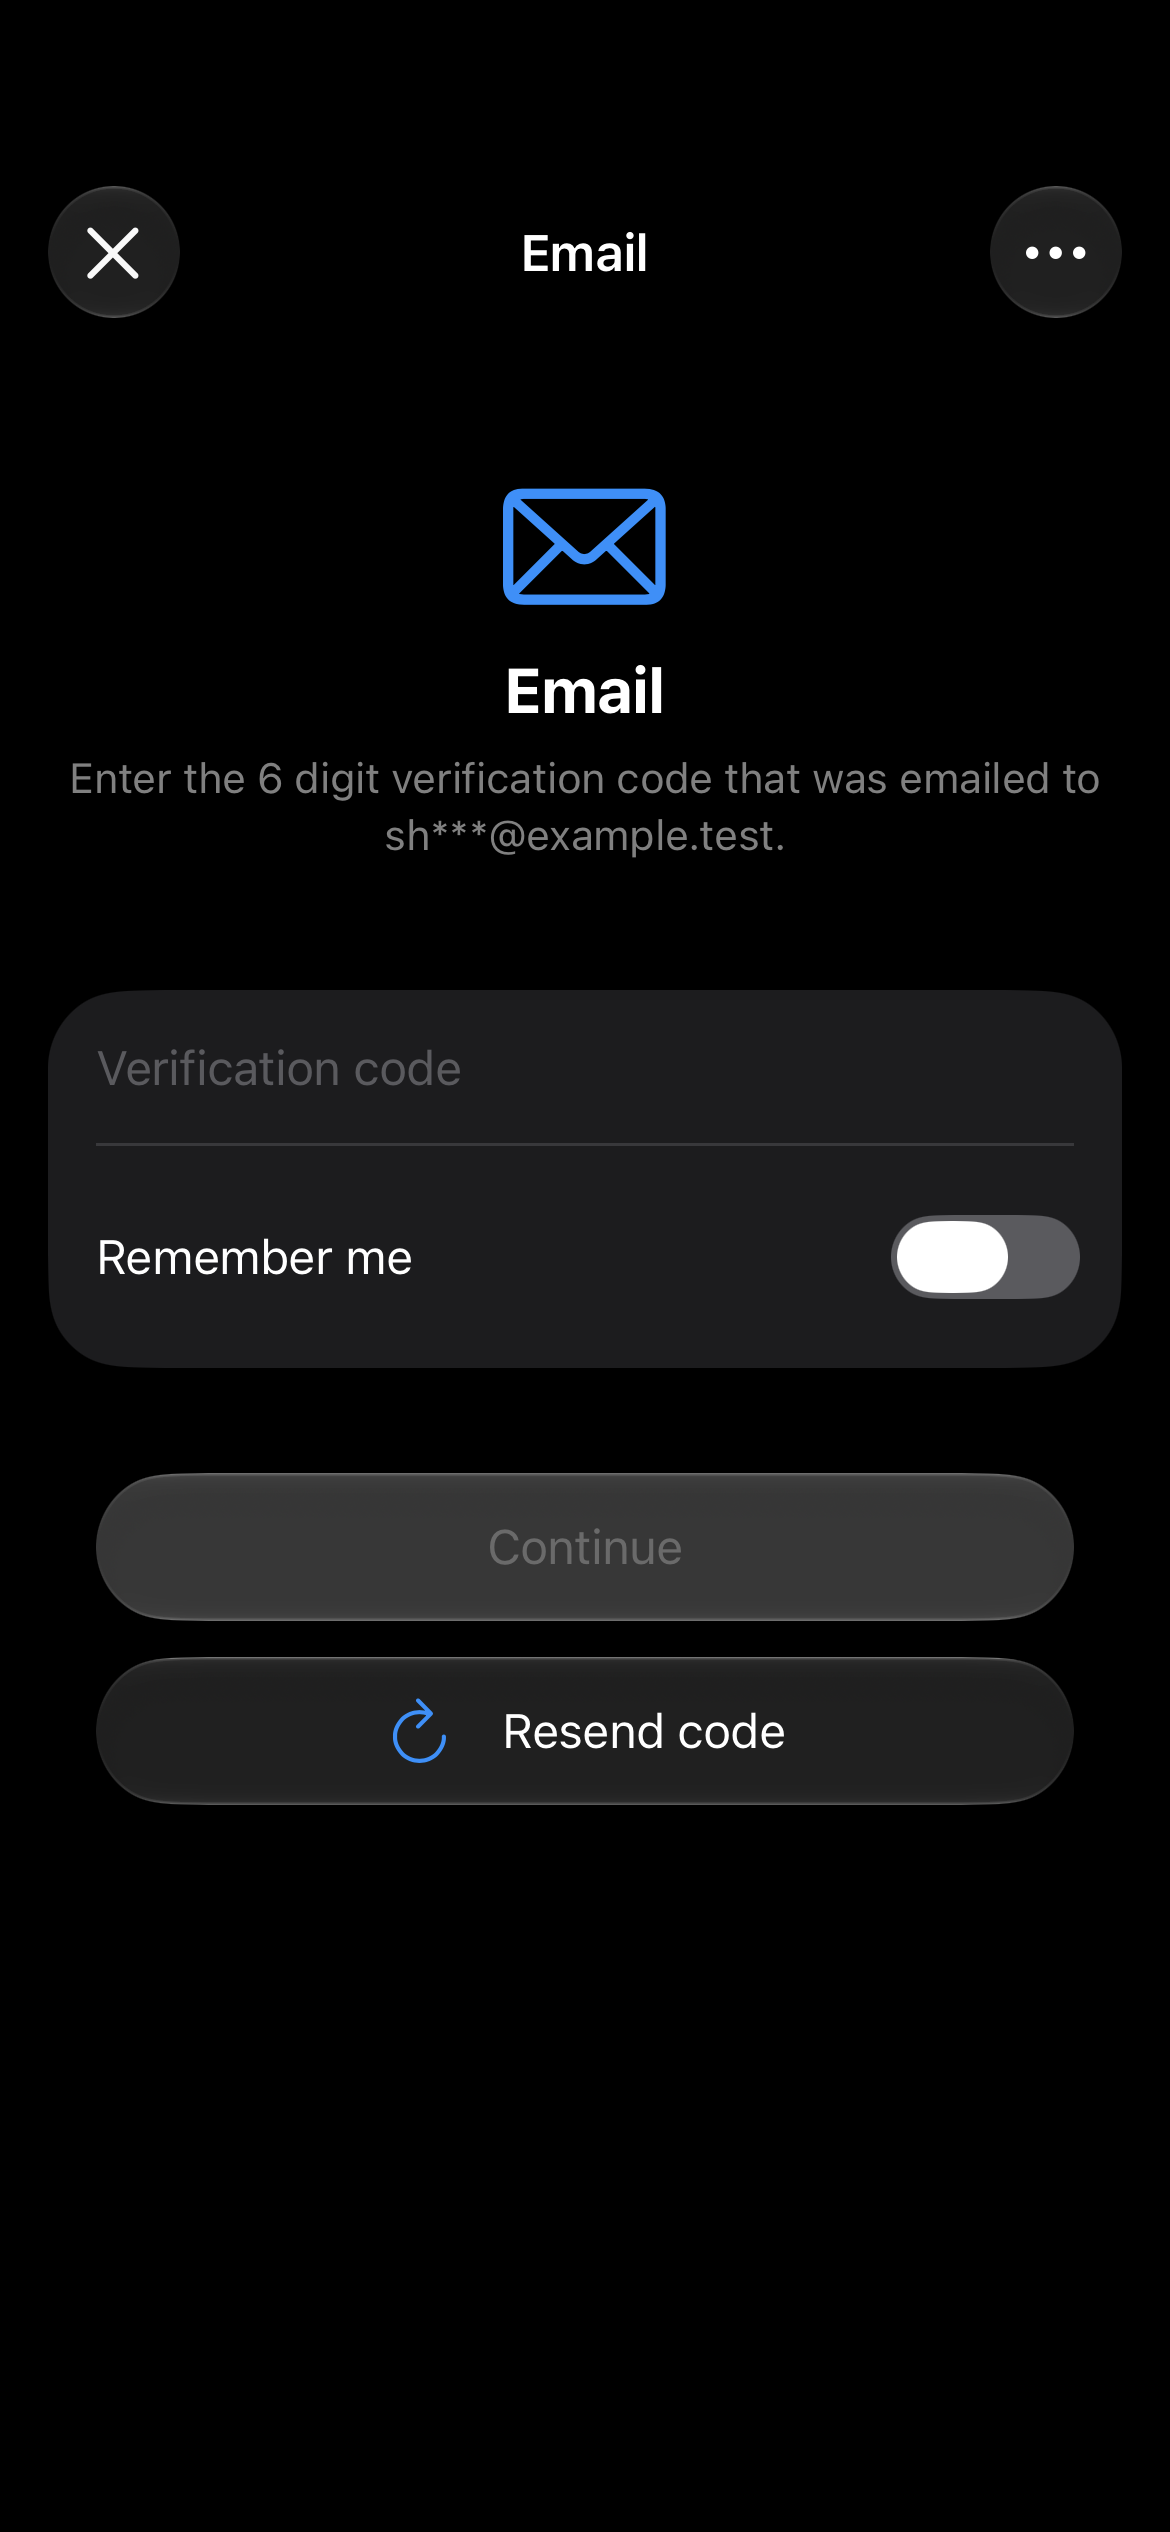 Email
Email
Enter the 6 digit verification code that was emailed to
sh***@example.test.
Verification code
Remember me
Continue
Resend code